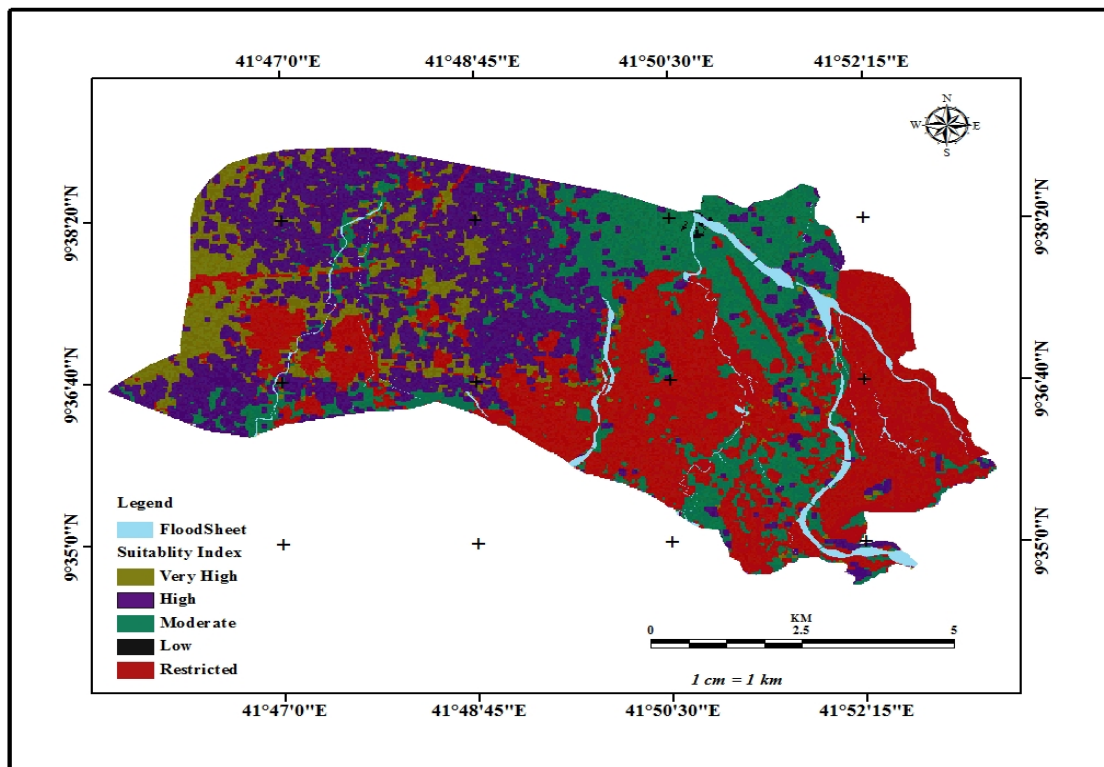 41°47'0"E 41°48'45"E 41°50'30"E 41°52'15"E
N
W E
S
9°38'20"N 9°38'20"N
9°36'40"N 9°36'40"N
9°35'0"N 9°35'0"N
Legend
FloodSheet
Suitablity Index
Very High
High
Moderate
Low
Restricted
KM
0 2.5 5
1 cm = 1 km
41°47'0"E 41°48'45"E 41°50'30"E 41°52'15"E